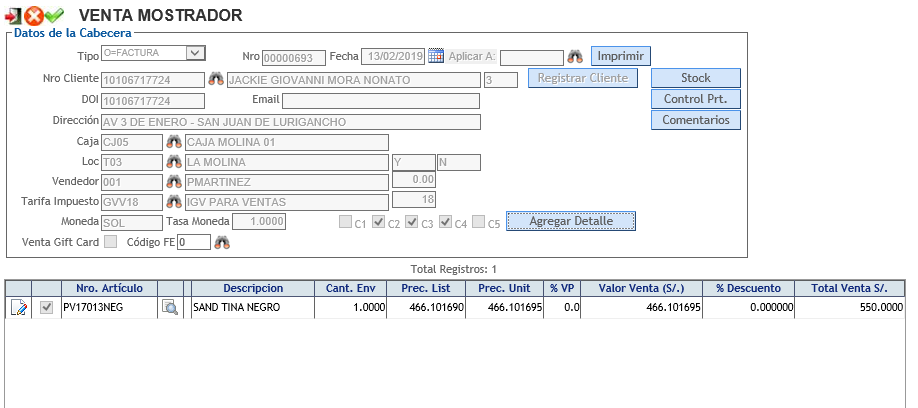 VENTA MOSTRADOR
Datos de la Cabecera
Tipo O=FACTURA Nro 00000693 Fecha 13/02/2019 Aplicar A: Imprimir
Nro Cliente 10106717724 JACKIE GIOVANNI MORA NONATO 3 Registrar Cliente Stock
DOI 10106717724 Email Control Prt.
Dirección AV 3 DE ENERO - SAN JUAN DE LURIGANCHO Comentarios
Caja CJ05 CAJA MOLINA 01
Loc T03 LA MOLINA Y N
Vendedor 001 PMARTINEZ 0.00
Tarifa Impuesto GVV18 IGV PARA VENTAS 18
Moneda SOL Tasa Moneda 1.0000 C1 C2 C3 C4 C5 Agregar Detalle
Venta Gift Card Código FE 0
Total Registros: 1
Nro. Artículo Descripcion Cant. Env Prec. List Prec. Unit % VP Valor Venta (S/.) % Descuento Total Venta S/.
PV17013NEG SAND TINA NEGRO 1.0000 466.101690 466.101695 0.0 466.101695 0.000000 550.0000